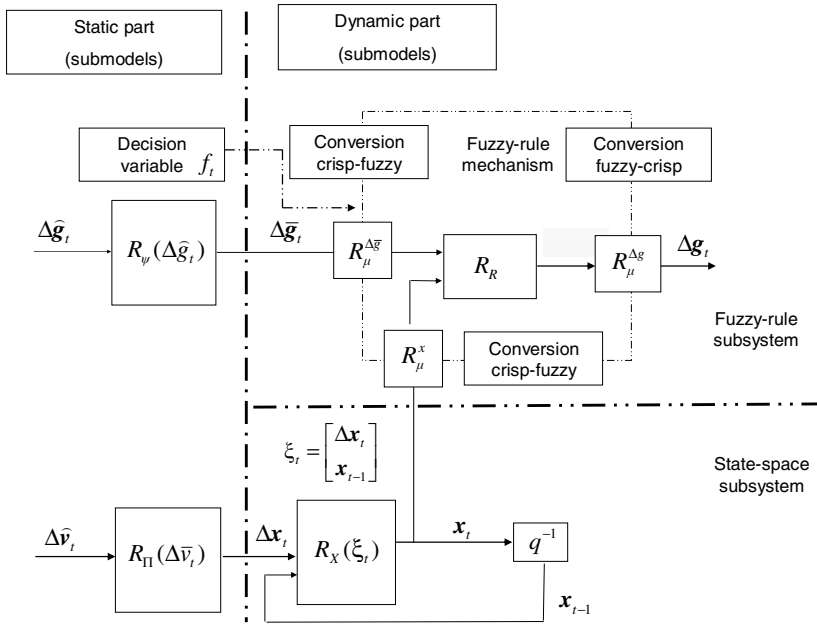 Static part
(submodels)
Dynamic part
(submodels)
Decision
variable f_t
Conversion
crisp-fuzzy
Fuzzy-rule
mechanism
Conversion
fuzzy-crisp
Δĝ_t
R_ψ(Δĝ_t)
Δḡ_t
R_μ^Δḡ
R_R
R_μ^Δg
Δg_t
R_μ^x
Conversion
crisp-fuzzy
Fuzzy-rule
subsystem
ξ_t = [Δx_t
x_{t-1}]
State-space
subsystem
Δv̂_t
R_Π(Δv̄_t)
Δx_t
R_X(ξ_t)
x_t
q^{-1}
x_{t-1}